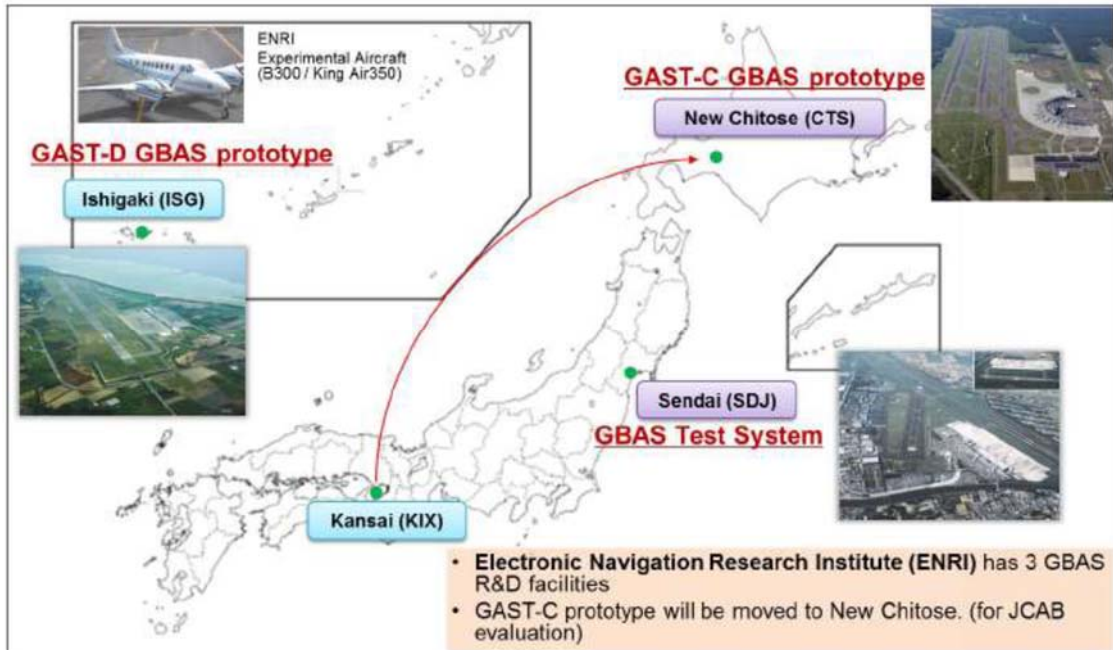 ENRI
Experimental Aircraft
(B300 / King Air350)
GAST-C GBAS prototype
New Chitose (CTS)
GAST-D GBAS prototype
Ishigaki (ISG)
Sendai (SDJ)
GBAS Test System
Kansai (KIX)
• Electronic Navigation Research Institute (ENRI) has 3 GBAS
R&D facilities
• GAST-C prototype will be moved to New Chitose. (for JCAB
evaluation)